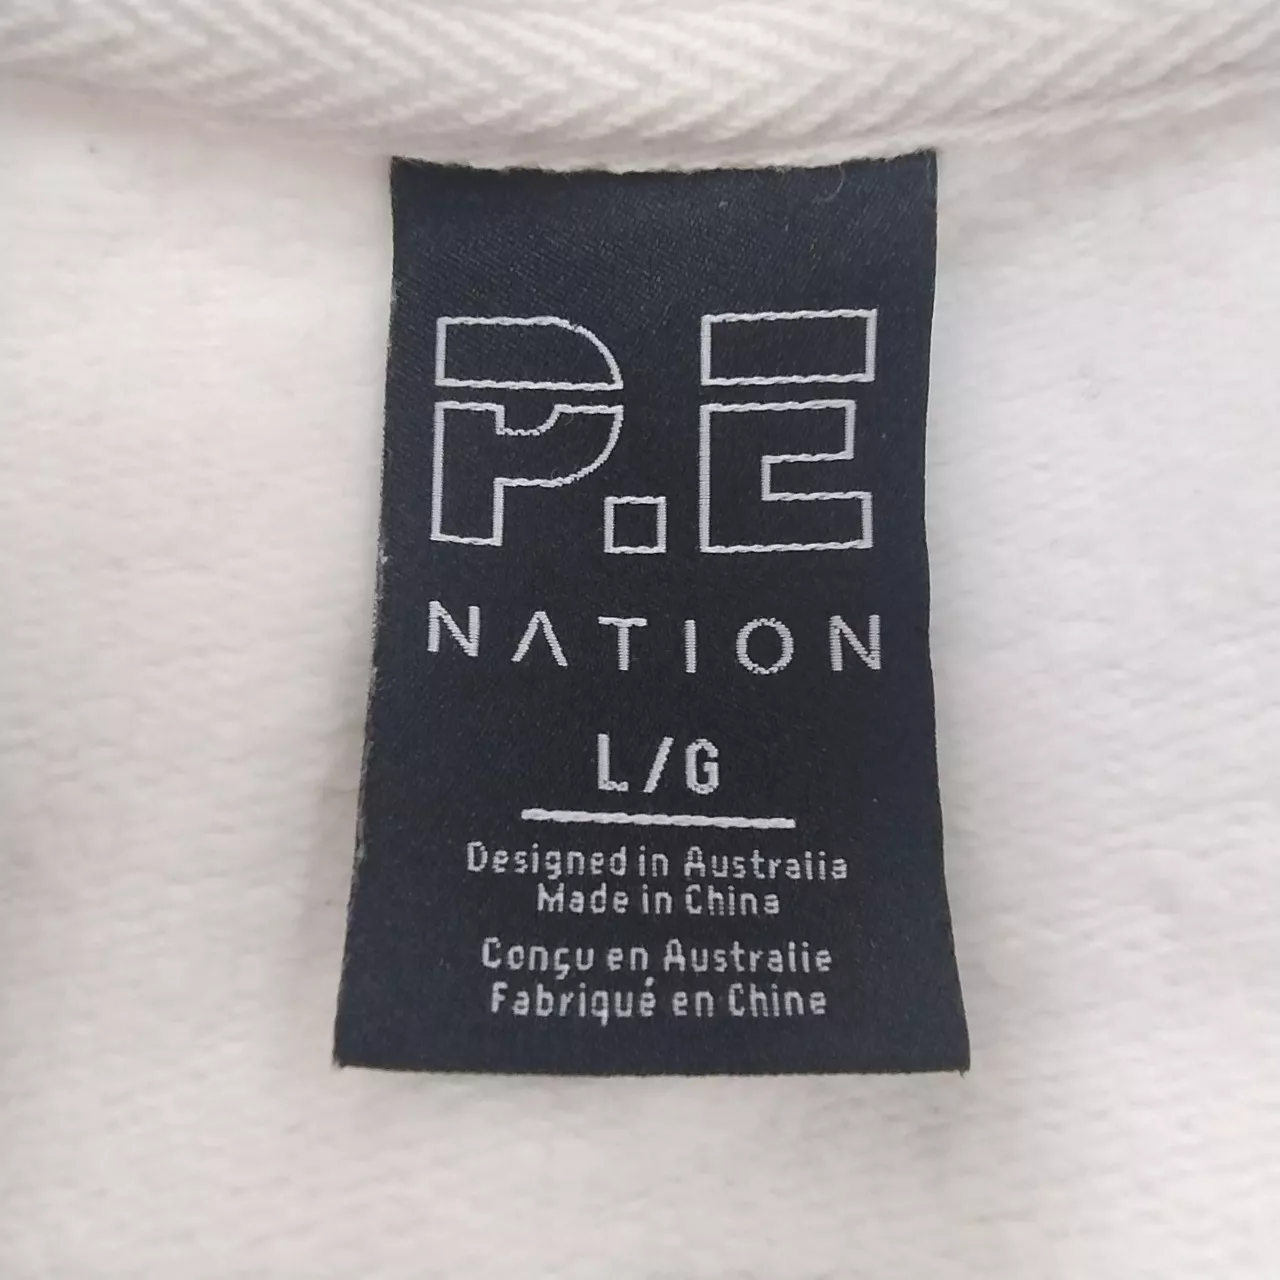 P.E
NATION
L/G
Designed in Australia
Made in China
Conçu en Australie
Fabriqué en Chine